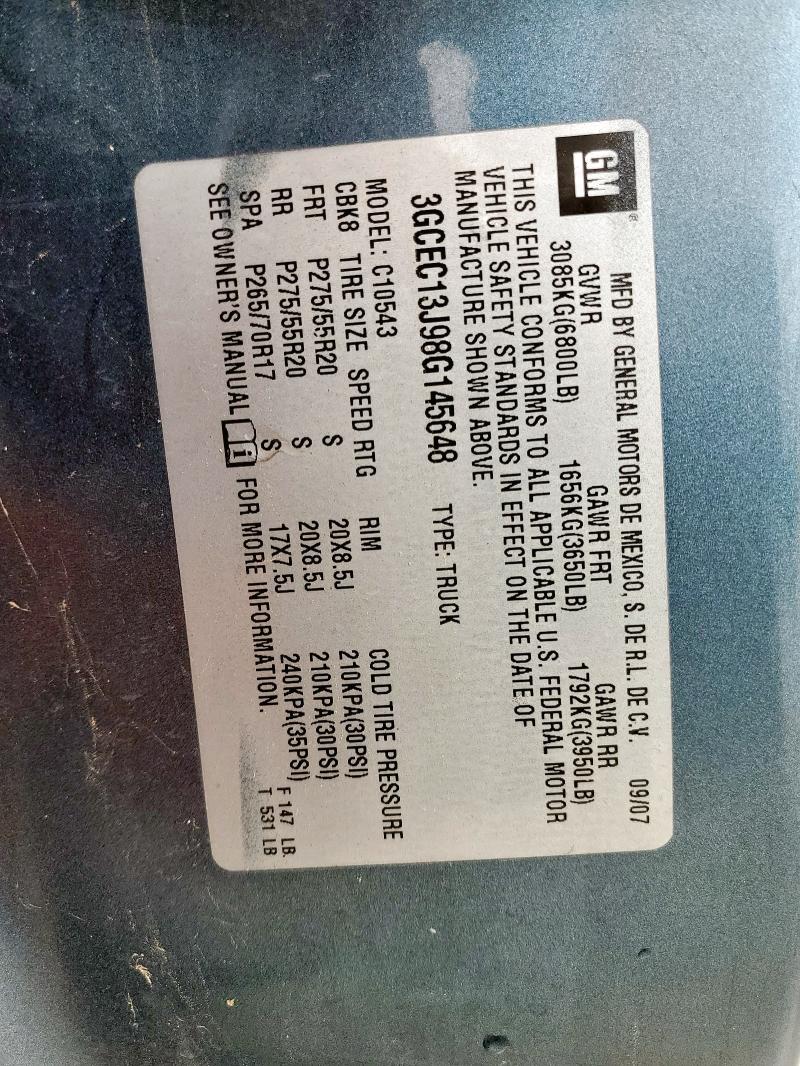 GM
MFD BY GENERAL MOTORS DE MEXICO, S. DE R.L. DE C.V. 09/07
GVWR GAWR FRT GAWR RR
3085KG(6800LB) 1656KG(3650LB) 1792KG(3950LB)
THIS VEHICLE CONFORMS TO ALL APPLICABLE U.S. FEDERAL MOTOR
VEHICLE SAFETY STANDARDS IN EFFECT ON THE DATE OF
MANUFACTURE SHOWN ABOVE.
3GCEC13J98G145648 TYPE: TRUCK
MODEL: C10543
CBK8 TIRE SIZE SPEED RTG RIM COLD TIRE PRESSURE
FRT P275/55R20 S 20X8.5J 210KPA(30PSI)
RR P275/55R20 S 20X8.5J 210KPA(30PSI)
SPA P265/70R17 S 17X7.5J 240KPA(35PSI) F 147 LB.
SEE OWNER'S MANUAL i FOR MORE INFORMATION. T 531 LB